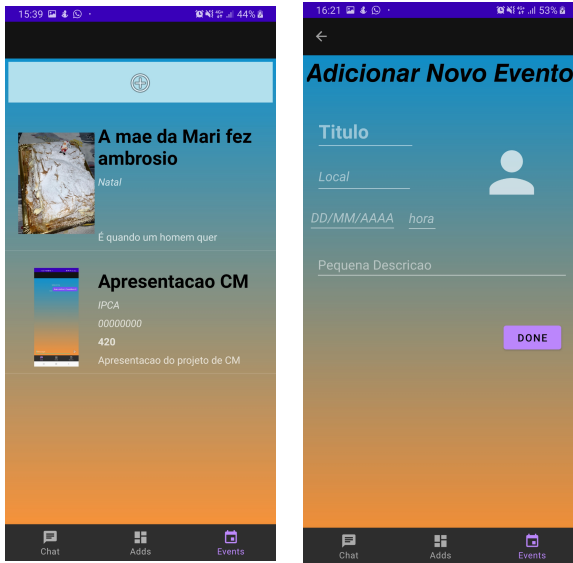 15:39
44%
A mae da Mari fez
ambrosio
Natal
É quando um homem quer
Apresentacao CM
IPCA
00000000
420
Apresentacao do projeto de CM
Chat
Adds
Events
16:21
53%
Adicionar Novo Evento
Titulo
Local
DD/MM/AAAA
hora
Pequena Descricao
DONE
Chat
Adds
Events